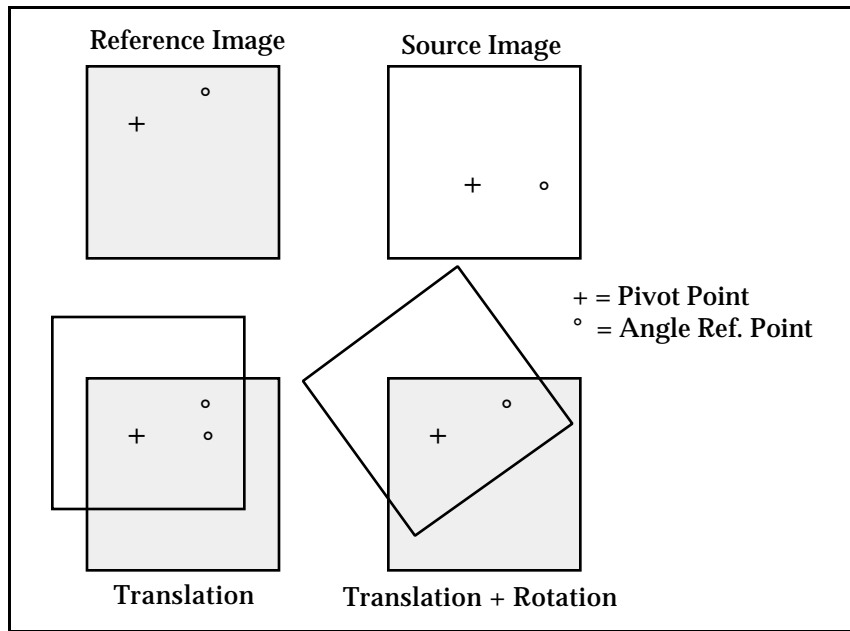 Reference Image
Source Image
+ = Pivot Point
° = Angle Ref. Point
Translation
Translation + Rotation